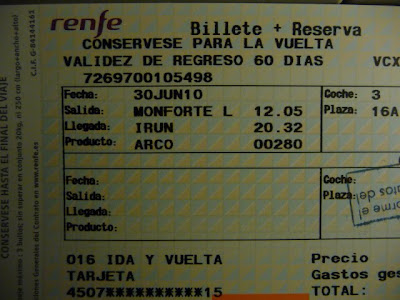 renfe
Billete + Reserva
CONSERVESE PARA LA VUELTA
VALIDEZ DE REGRESO 60 DIAS VCX
7269700105498
Fecha: 30JUN10 Coche: 3
Salida: MONFORTE L 12.05 Plaza: 16A
Llegada: IRUN 20.32
Producto: ARCO 00280
Fecha: Coche:
Salida: Plaza:
Llegada:
Producto:
016 IDA Y VUELTA Precio
TARJETA Gastos ges
4507**********15 TOTAL:
C.I.F. G-84144161
CONSERVESE HASTA EL FINAL DEL VIAJE